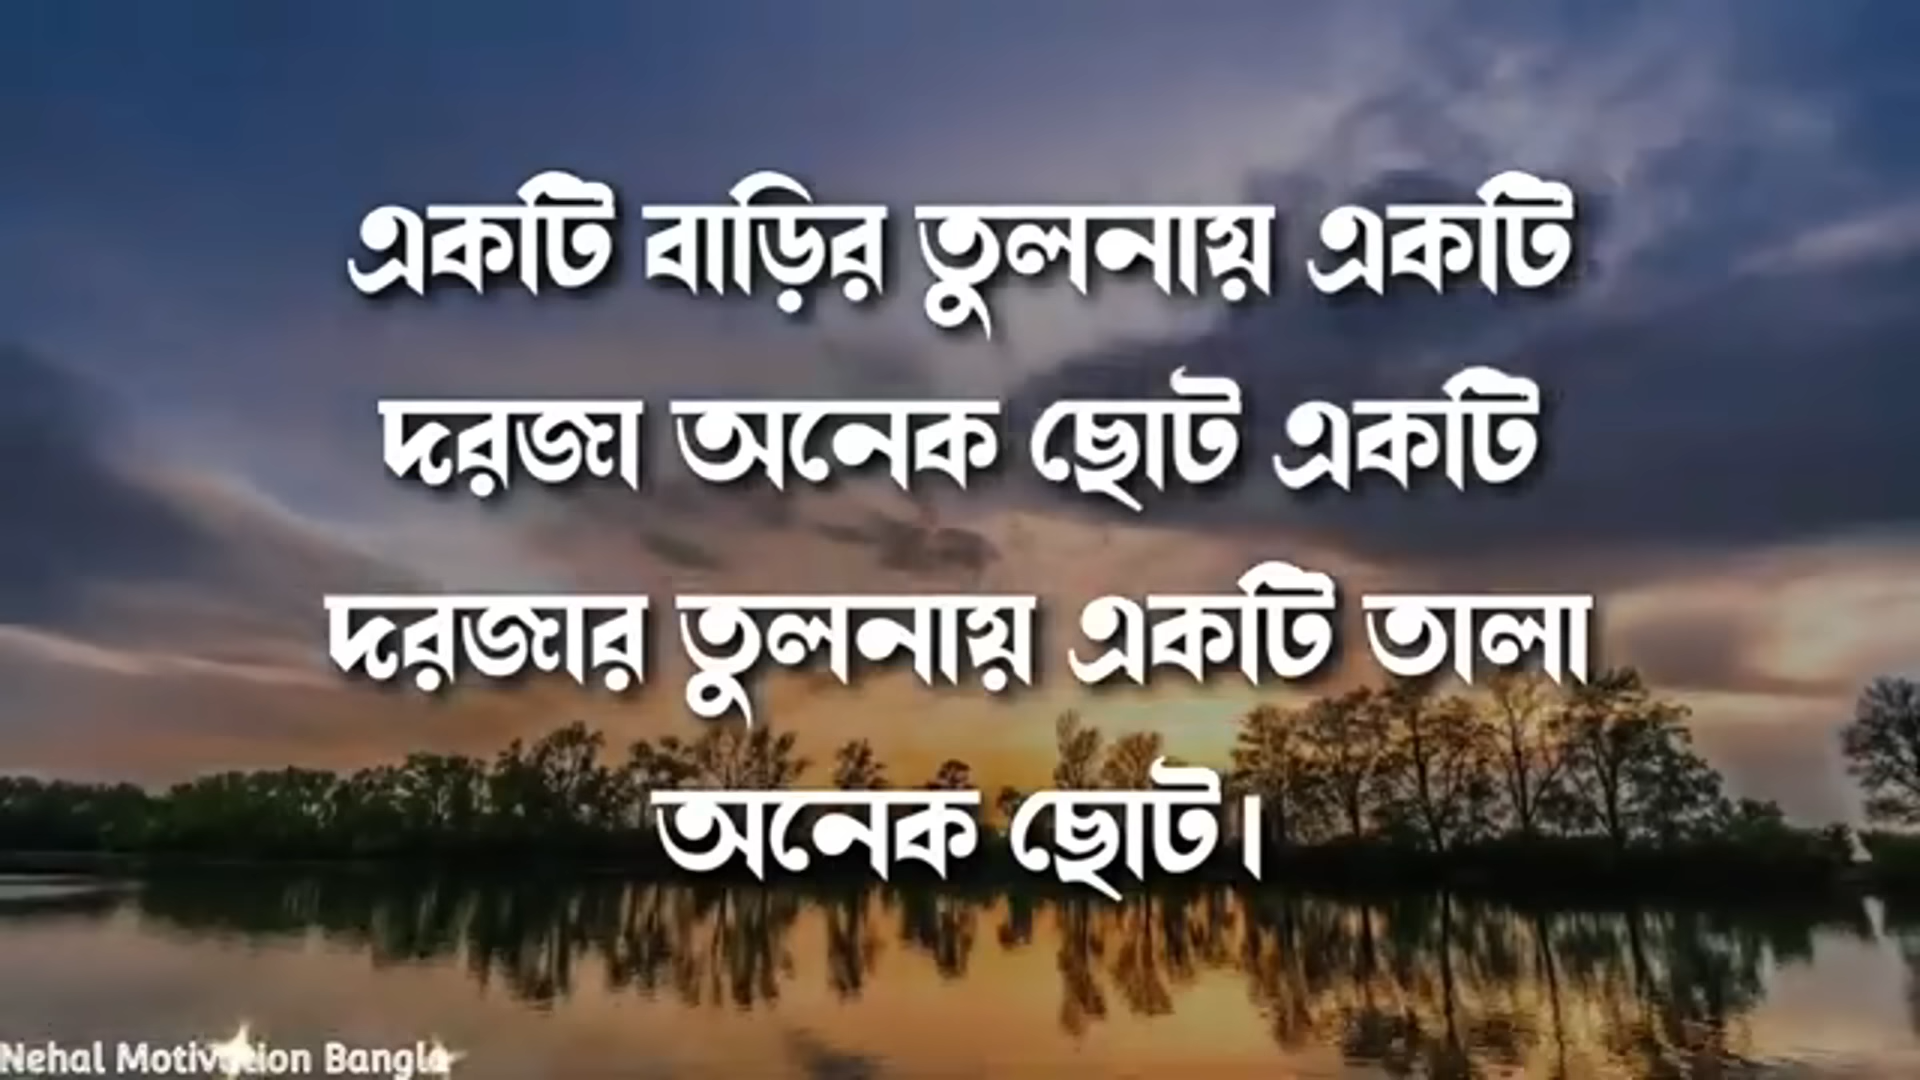 একটি বাড়ির তুলনায় একটি
দরজা অনেক ছোট একটি
দরজার তুলনায় একটি তালা
অনেক ছোট।
Nehal Motivation Bangla